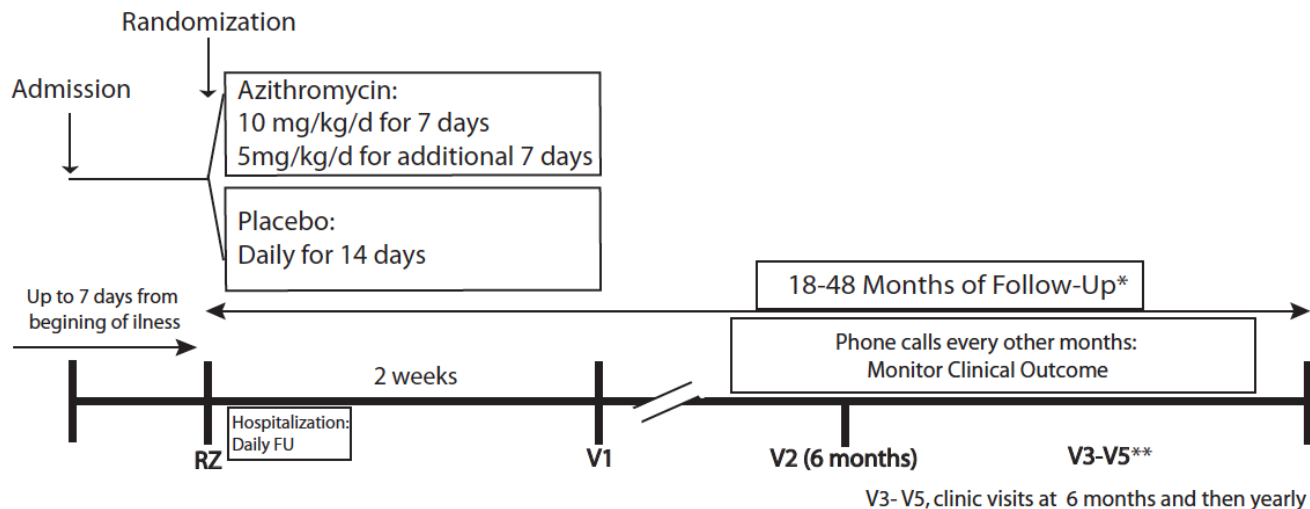 Randomization
Admission
Azithromycin:
10 mg/kg/d for 7 days
5mg/kg/d for additional 7 days
Placebo:
Daily for 14 days
18-48 Months of Follow-Up*
Up to 7 days from
begining of ilness
Phone calls every other months:
Monitor Clinical Outcome
2 weeks
Hospitalization:
Daily FU
RZ
V1
V2 (6 months)
V3-V5**
V3- V5, clinic visits at 6 months and then yearly